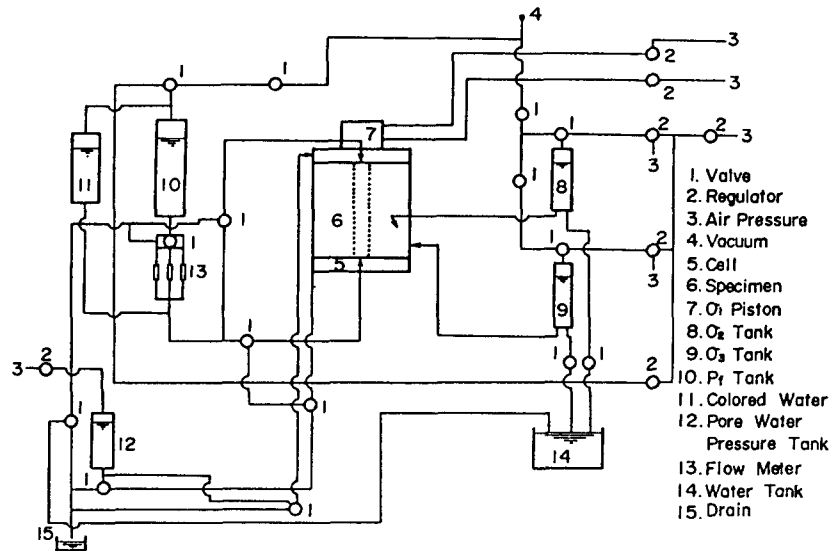 4
3
2
3
2
1
1
1
1
2
2
3
3
7
11
10
8
1
6
1
1
2
3
1
13
5
9
1
1
1
3
2
2
1
12
1
1
14
1
15
1
1. Valve
2. Regulator
3. Air Pressure
4. Vacuum
5. Cell
6. Specimen
7. σ₁ Piston
8. σ₂ Tank
9. σ₃ Tank
10. Pf Tank
11. Colored Water
12. Pore Water
Pressure Tank
13. Flow Meter
14. Water Tank
15. Drain